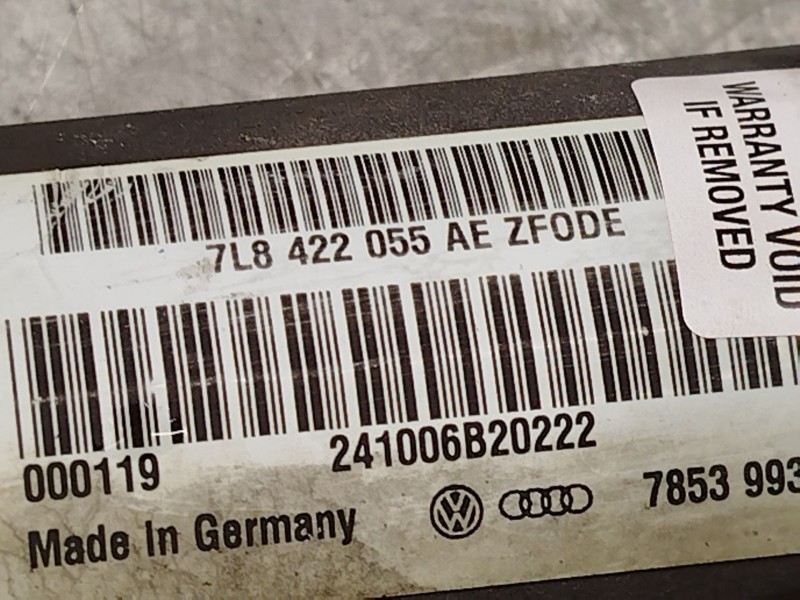 WARRANTY VOID
IF REMOVED
7L8 422 055 AE ZFODE
241006B20222
000119
7853 993
Made In Germany